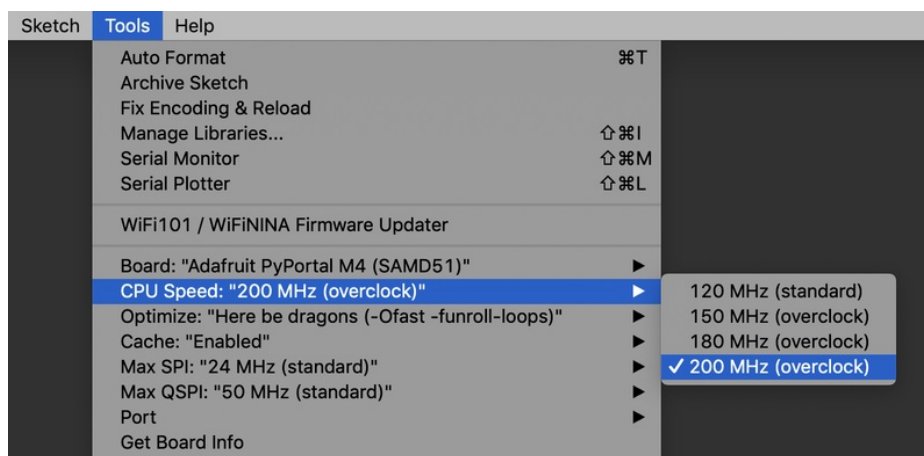 Sketch Tools Help
Auto Format ⌘T
Archive Sketch
Fix Encoding & Reload
Manage Libraries... ⇧⌘I
Serial Monitor ⇧⌘M
Serial Plotter ⇧⌘L
WiFi101 / WiFiNINA Firmware Updater
Board: "Adafruit PyPortal M4 (SAMD51)" ▶
CPU Speed: "200 MHz (overclock)" ▶
Optimize: "Here be dragons (-Ofast -funroll-loops)" ▶
Cache: "Enabled" ▶
Max SPI: "24 MHz (standard)" ▶
Max QSPI: "50 MHz (standard)" ▶
Port ▶
Get Board Info
120 MHz (standard)
150 MHz (overclock)
180 MHz (overclock)
✓ 200 MHz (overclock)